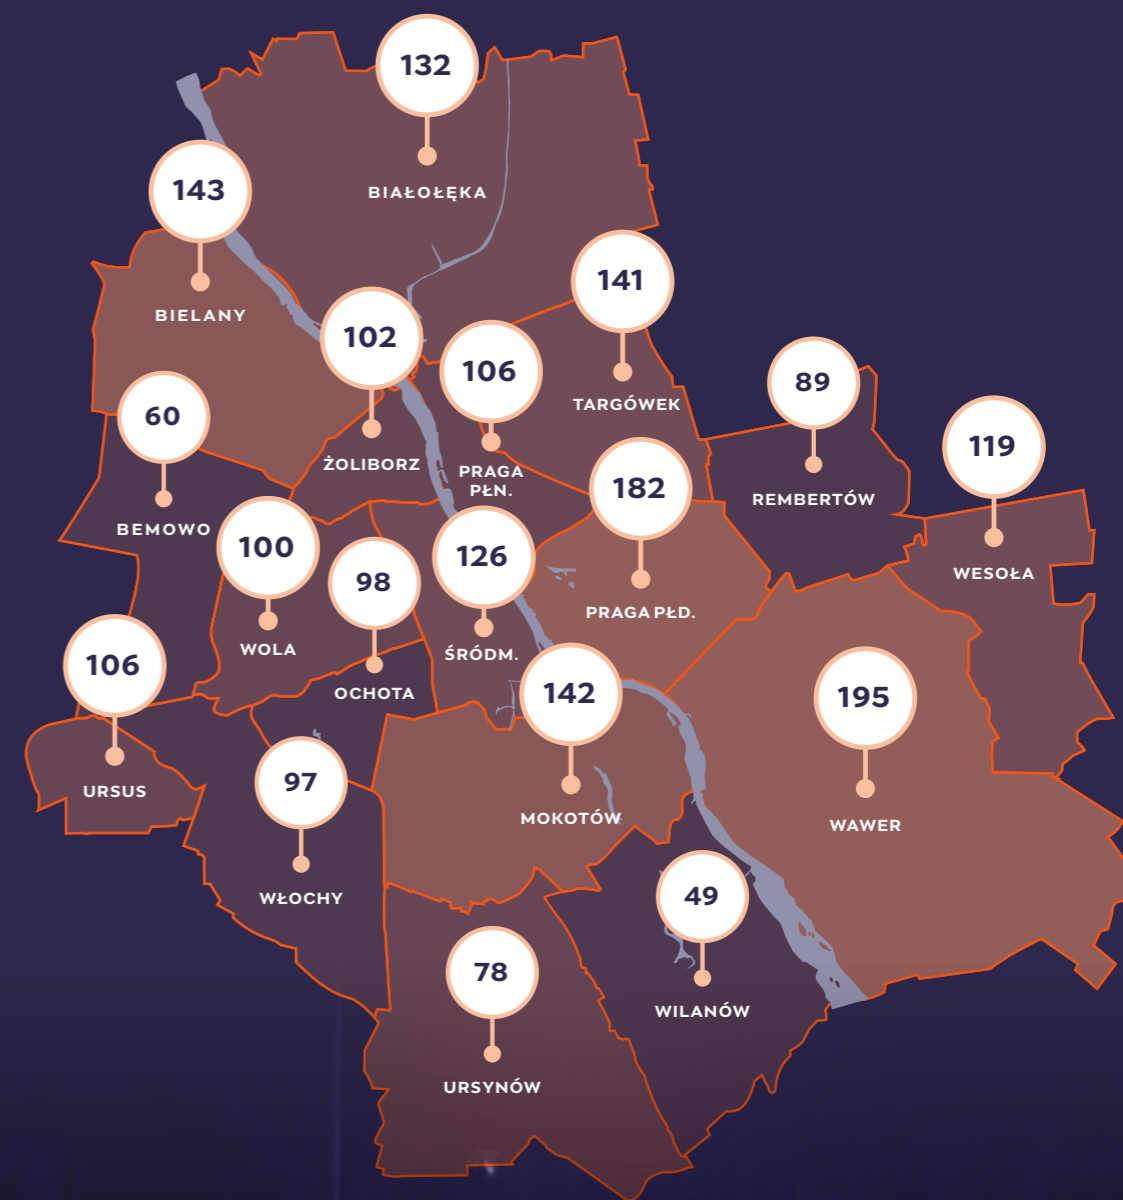 132
BIAŁOŁĘKA
143
BIELANY
141
TARGÓWEK
102
ŻOLIBORZ
106
PRAGA
PŁN.
89
REMBERTÓW
60
BEMOWO
119
WESOŁA
182
PRAGA PŁD.
100
WOLA
98
OCHOTA
126
ŚRÓDM.
106
URSUS
142
MOKOTÓW
195
WAWER
97
WŁOCHY
49
WILANÓW
78
URSYNÓW